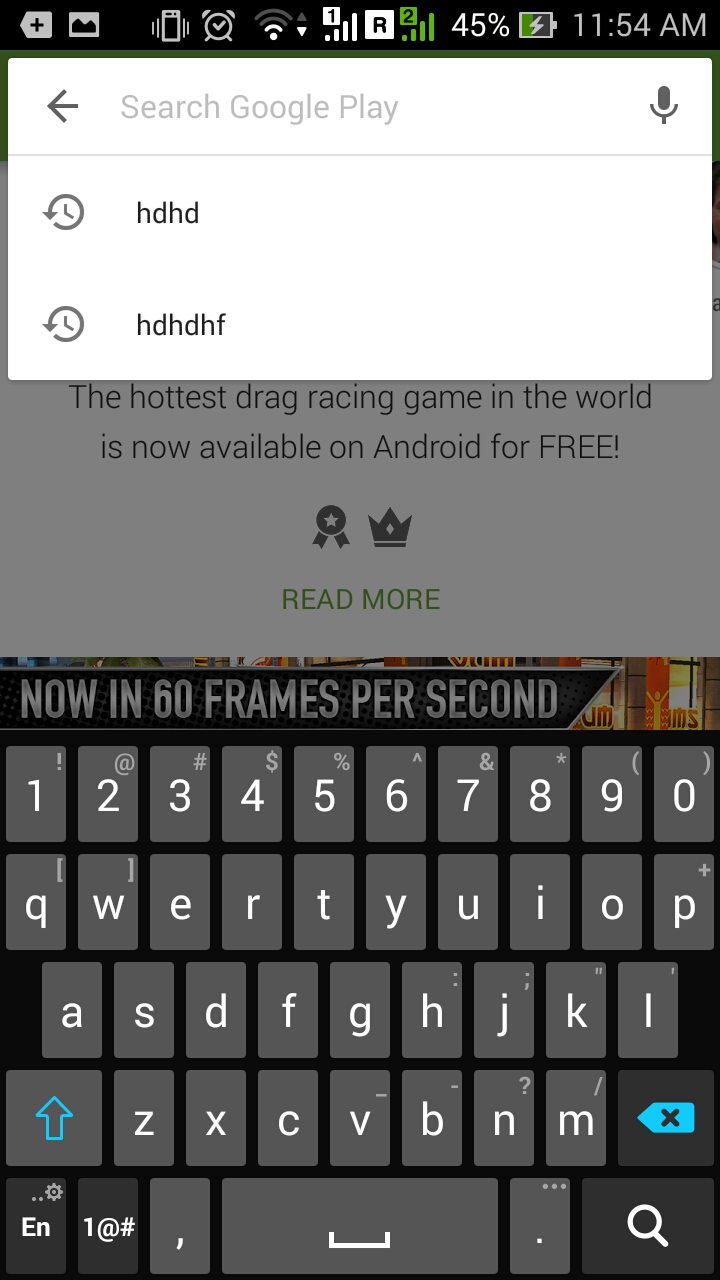 1 R 2 45% 11:54 AM
Search Google Play
hdhd
hdhdhf
The hottest drag racing game in the world
is now available on Android for FREE!
READ MORE
NOW IN 60 FRAMES PER SECOND
! @ # $ % ^ & * ( )
1 2 3 4 5 6 7 8 9 0
[ ] +
q w e r t y u i o p
: ; " '
a s d f g h j k l
_ - ? /
z x c v b n m
En 1@# , .